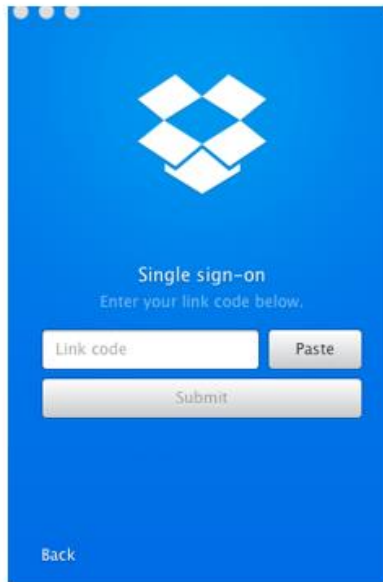 Single sign-on
Enter your link code below.
Link code
Paste
Submit
Back